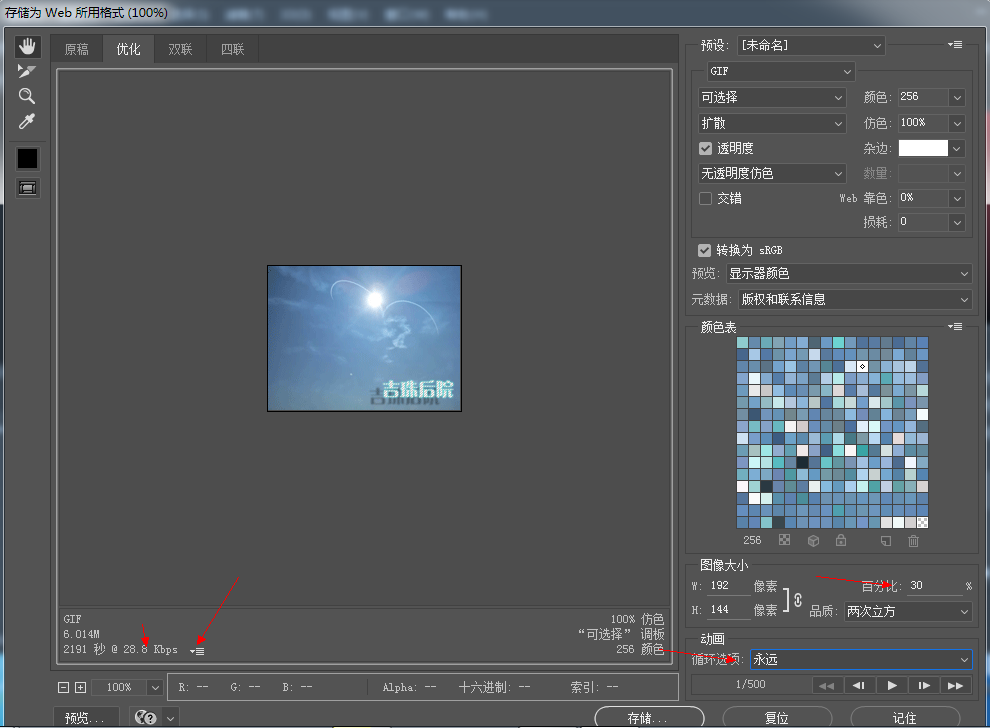 存储为 Web 所用格式 (100%)
原稿 优化 双联 四联
预设: [未命名]
GIF
可选择 颜色: 256
扩散 仿色: 100%
透明度 杂边:
无透明度仿色 数量:
交错 Web 靠色: 0%
损耗: 0
转换为 sRGB
预览: 显示器颜色
元数据: 版权和联系信息
颜色表
吉珠后院
256
图像大小
W: 192 像素 百分比: 30 %
H: 144 像素 品质: 两次立方
GIF 100% 仿色
6.014M “可选择” 调板
2191 秒 @ 28.8 Kbps 256 颜色
动画
循环选项: 永远
1/500
100% R: -- G: -- B: -- Alpha: -- 十六进制: -- 索引: --
预览... 存储... 复位 记住